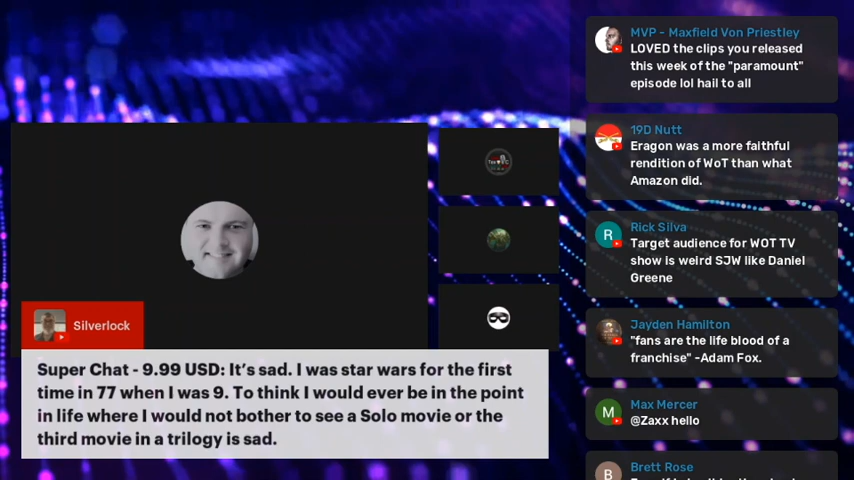 Silverlock
Super Chat - 9.99 USD: It’s sad. I was star wars for the first
time in 77 when I was 9. To think I would ever be in the point
in life where I would not bother to see a Solo movie or the
third movie in a trilogy is sad.
MVP - Maxfield Von Priestley
LOVED the clips you released
this week of the "paramount"
episode lol hail to all
19D Nutt
Eragon was a more faithful
rendition of WoT than what
Amazon did.
Rick Silva
R
Target audience for WOT TV
show is weird SJW like Daniel
Greene
Jayden Hamilton
"fans are the life blood of a
franchise" -Adam Fox.
Max Mercer
M
@Zaxx hello
Brett Rose
B